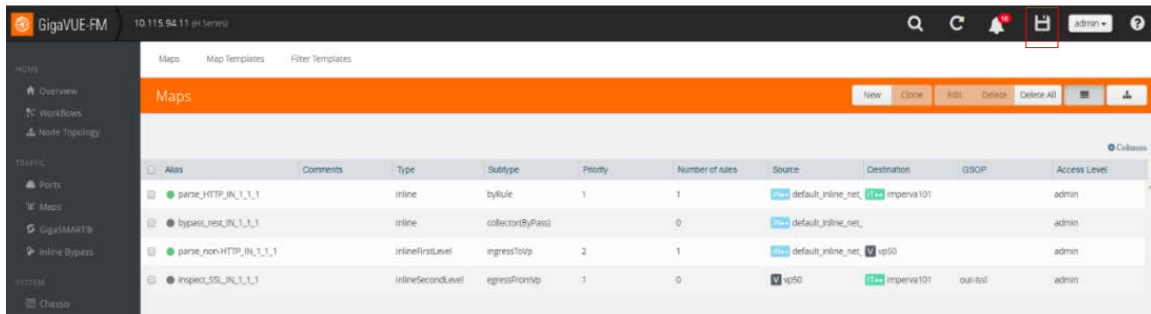 GigaVUE-FM 10.115.94.11 (H Series) 16 admin
Maps Map Templates Filter Templates
HOME
Overview
Workflows
Node Topology
TRAFFIC
Ports
Maps
GigaSMART®
Inline Bypass
SYSTEM
Chassis
Maps New Clone Edit Delete Delete All
Columns
Alias Comments Type Subtype Priority Number of rules Source Destination GSOP Access Level
parse_HTTP_IN_1_1_1 inline byRule 1 1 default_inline_net_ imperva101 admin
bypass_rest_IN_1_1_1 inline collector(ByPass) 0 default_inline_net_ admin
parse_non-HTTP_IN_1_1_1 inlineFirstLevel ingressToVp 2 1 default_inline_net_ V vp50 admin
inspect_SSL_IN_1_1_1 inlineSecondLevel egressFromVp 1 0 V vp50 imperva101 out-issl admin